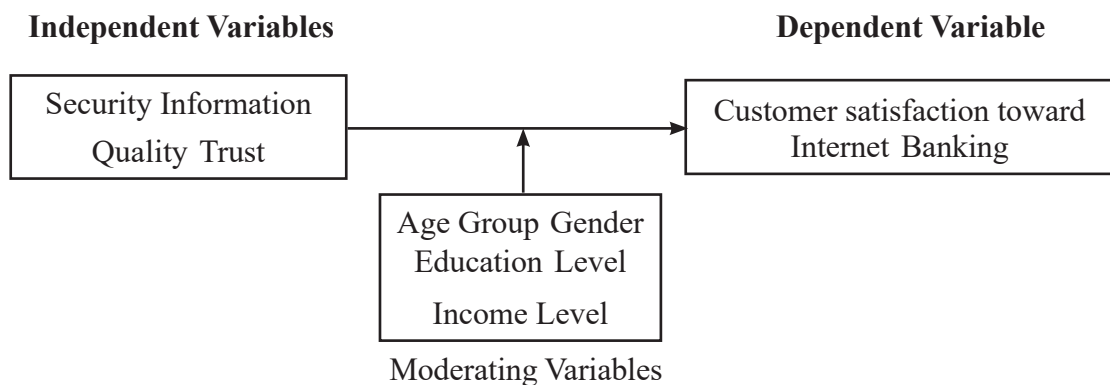 Independent Variables
Dependent Variable
Security Information
Quality Trust
Customer satisfaction toward
Internet Banking
Age Group Gender
Education Level
Income Level
Moderating Variables